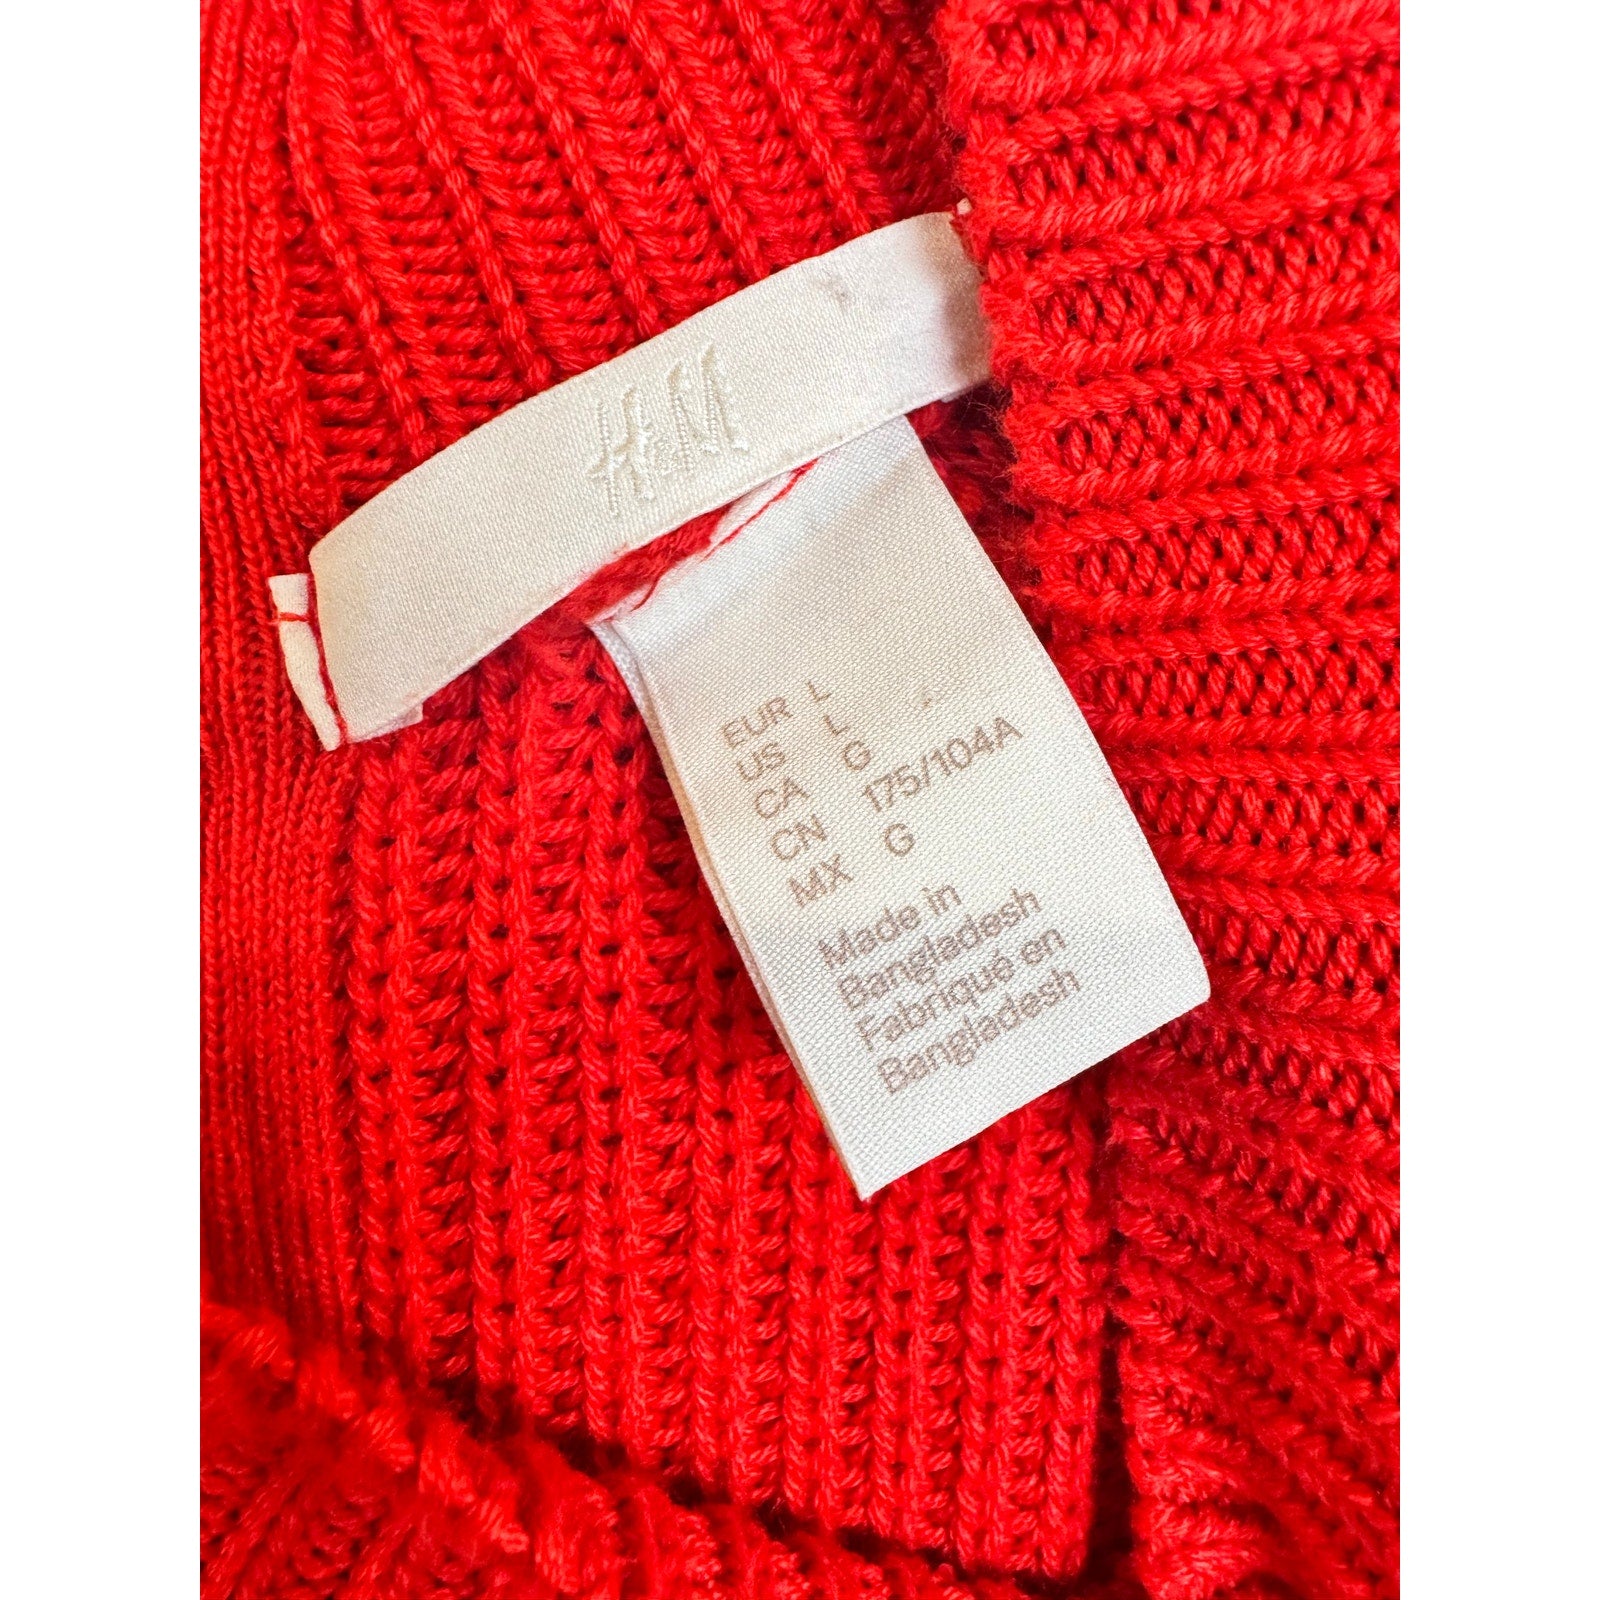 H&M
EUR L
US L
CA G
CN 175/104A
MX G
Made in
Bangladesh
Fabriqué en
Bangladesh